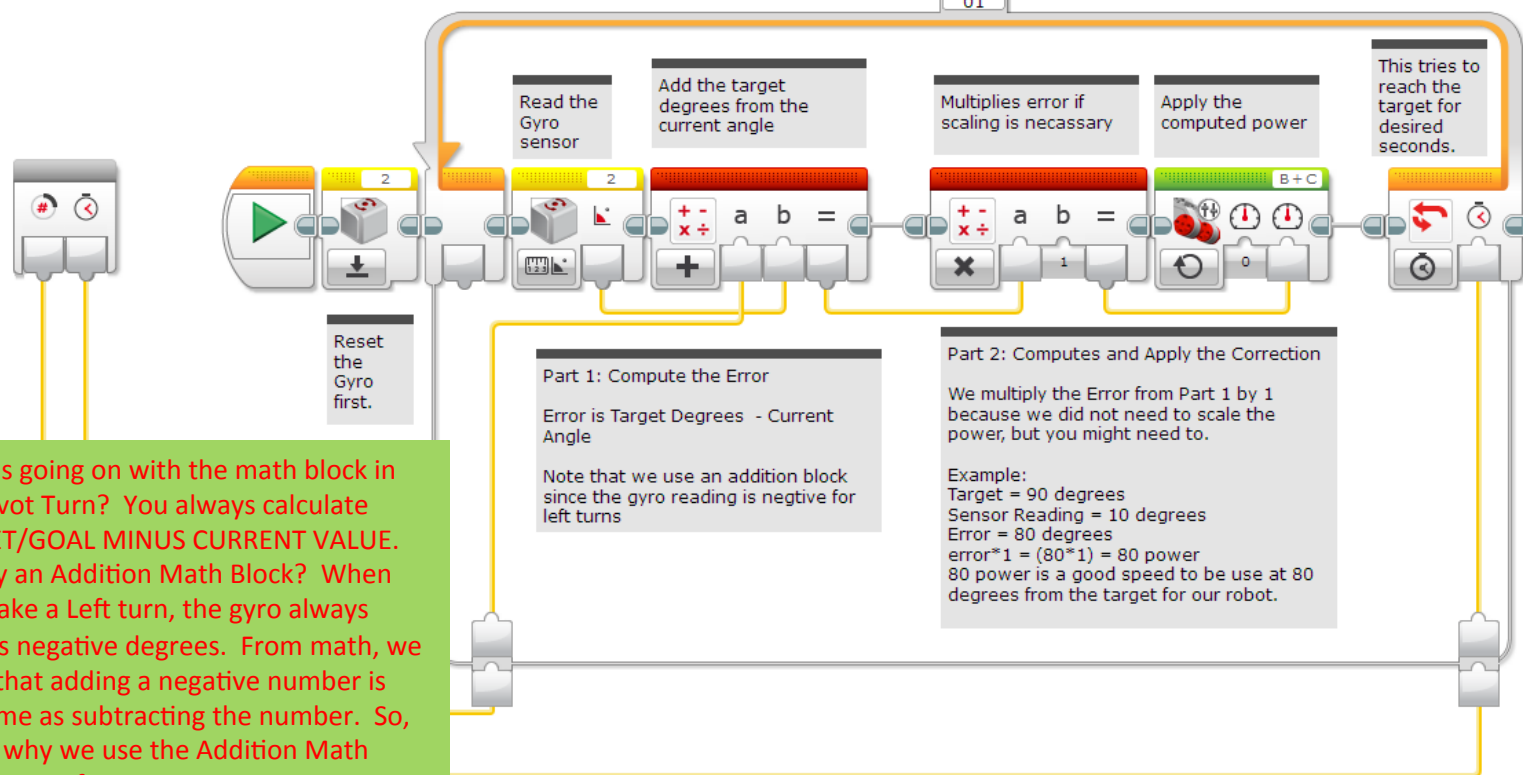 01
Read the
Gyro
sensor
Add the target
degrees from the
current angle
Multiplies error if
scaling is necassary
Apply the
computed power
This tries to
reach the
target for
desired
seconds.
#
2
2
a b =
a b =
1
B+C
0
Reset
the
Gyro
first.
Part 1: Compute the Error
Error is Target Degrees - Current
Angle
Note that we use an addition block
since the gyro reading is negtive for
left turns
Part 2: Computes and Apply the Correction
We multiply the Error from Part 1 by 1
because we did not need to scale the
power, but you might need to.
Example:
Target = 90 degrees
Sensor Reading = 10 degrees
Error = 80 degrees
error*1 = (80*1) = 80 power
80 power is a good speed to be use at 80
degrees from the target for our robot.
s going on with the math block in
vot Turn? You always calculate
ET/GOAL MINUS CURRENT VALUE.
y an Addition Math Block? When
ake a Left turn, the gyro always
s negative degrees. From math, we
that adding a negative number is
me as subtracting the number. So,
why we use the Addition Math